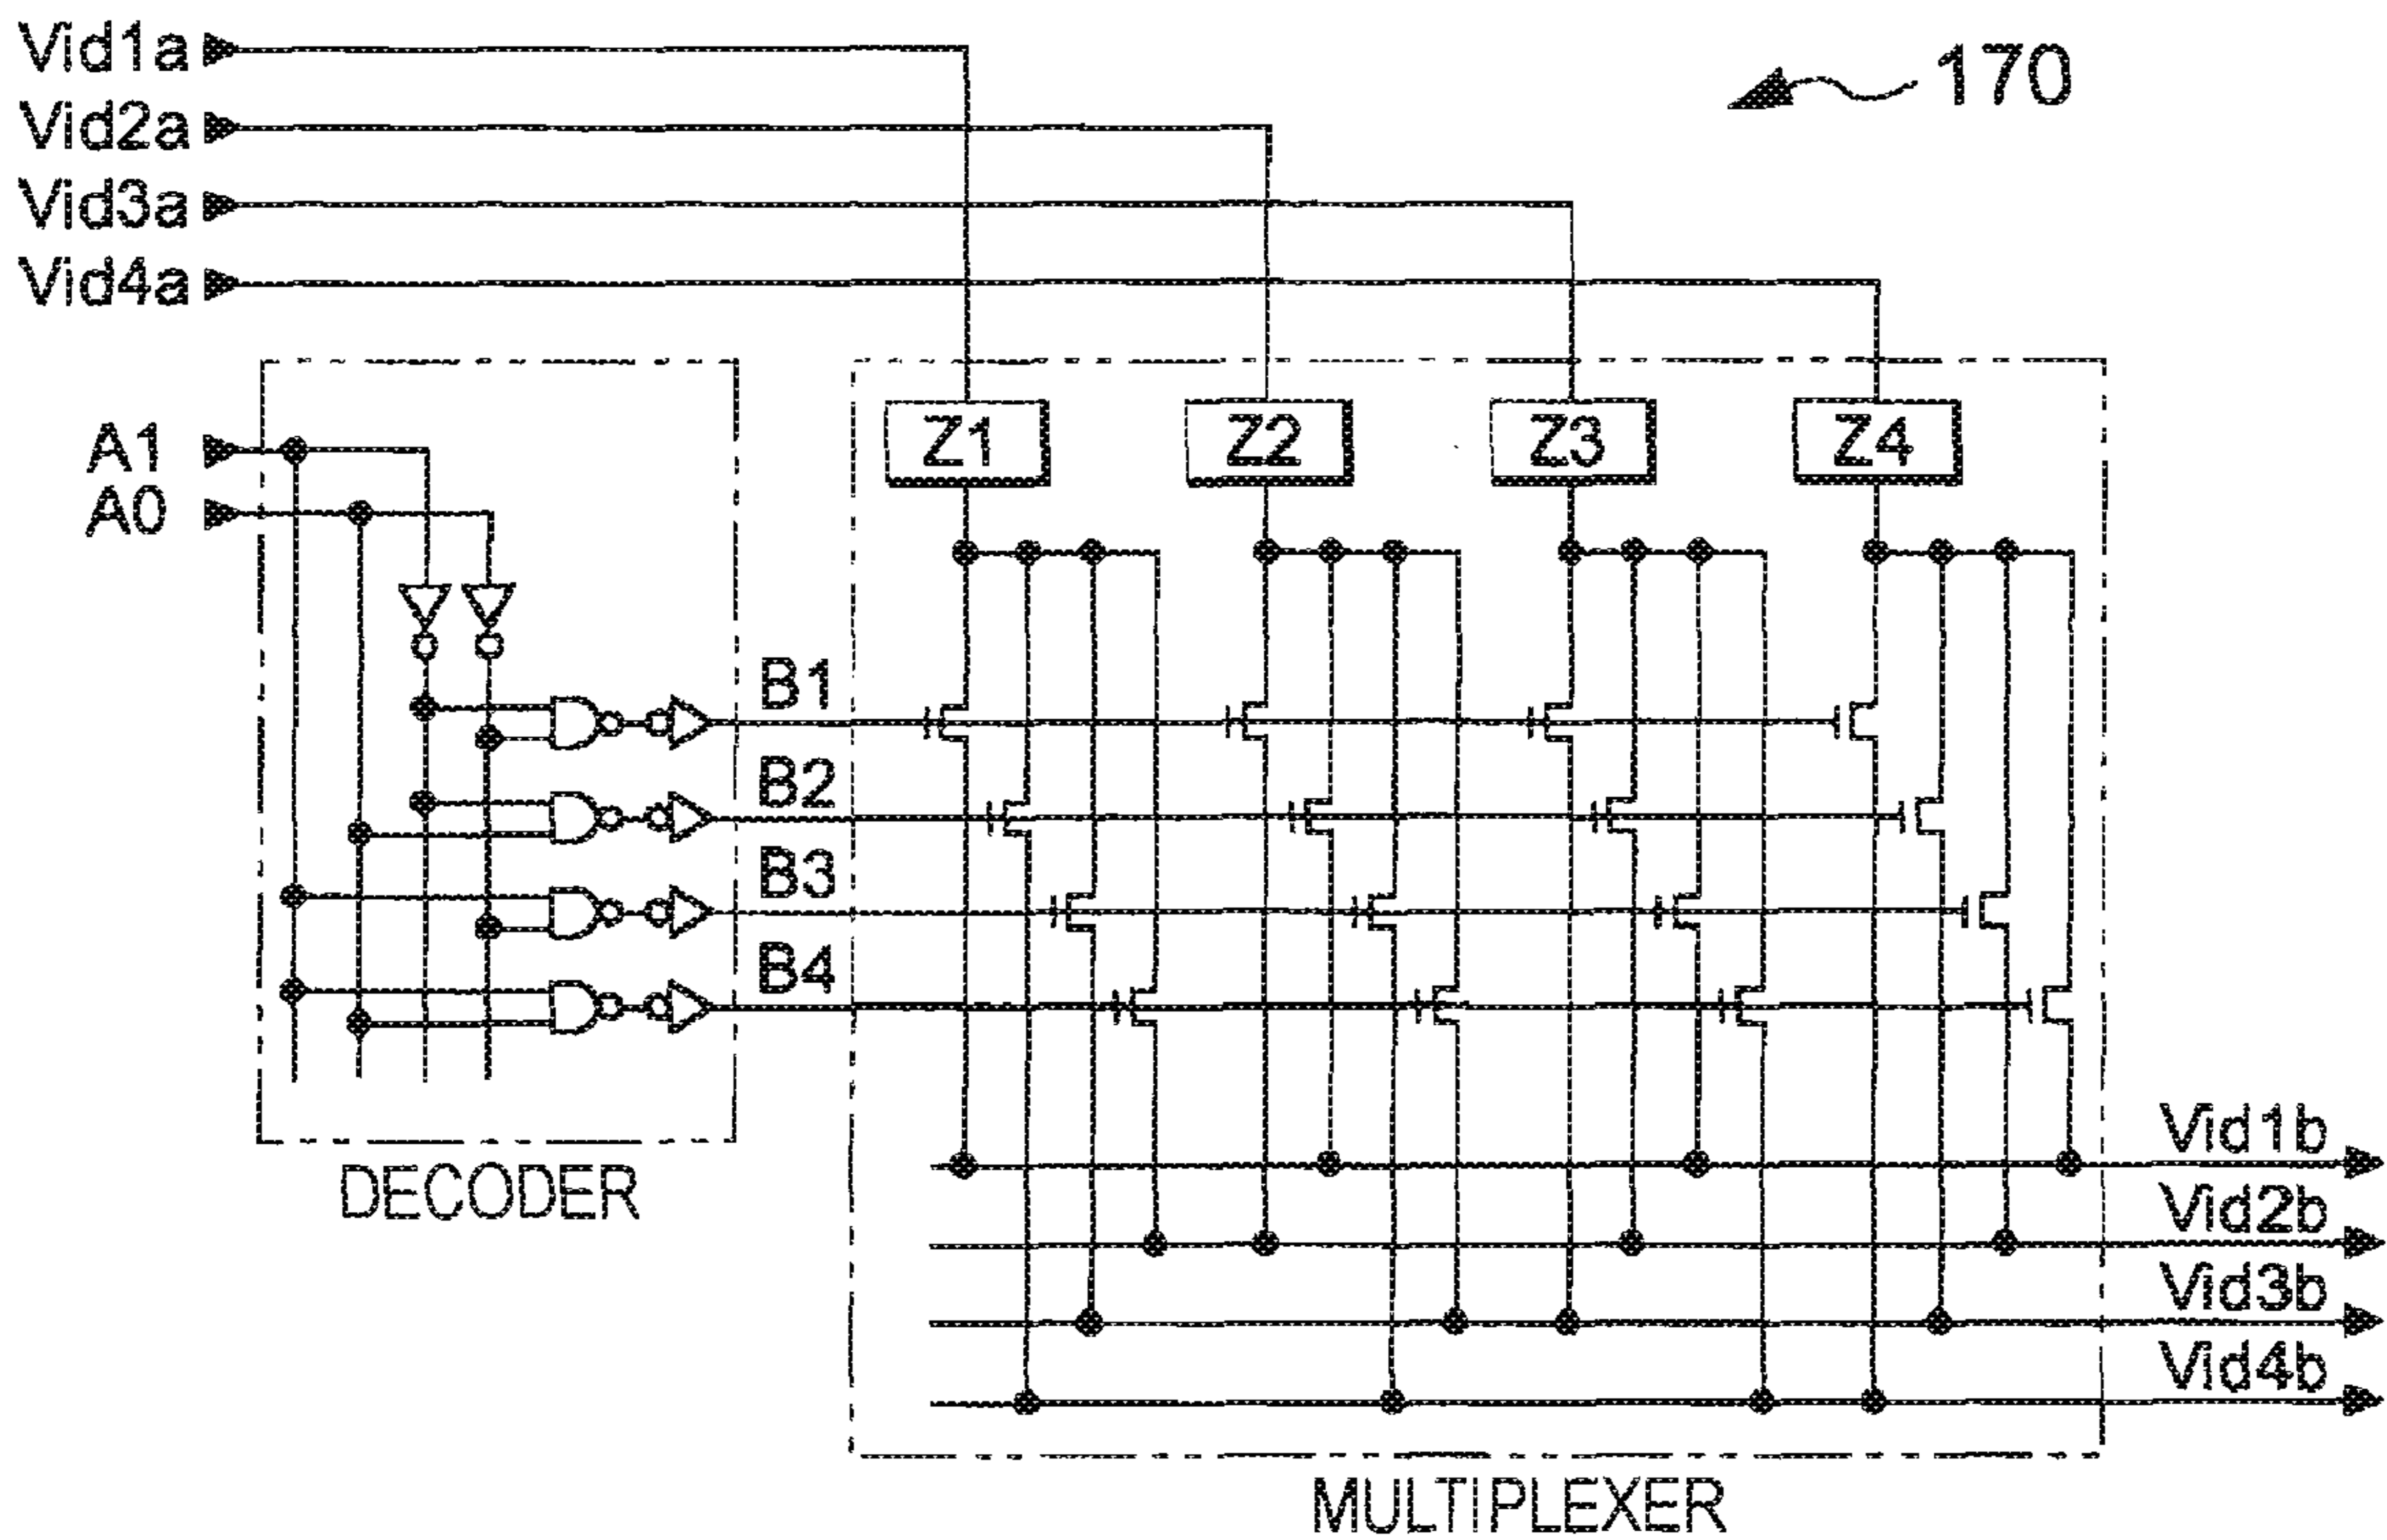 Vid1a
170
Vid2a
Vid3a
Vid4a
A1
Z1 Z2 Z3 Z4
A0
B1
B2
B3
B4
Vid1b
DECODER
Vid2b
Vid3b
Vid4b
MULTIPLEXER